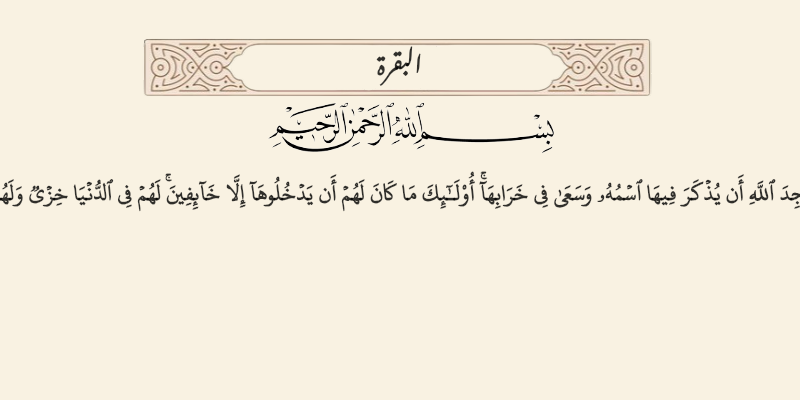 البقرة
بِسْمِ ٱللَّهِ ٱلرَّحْمَٰنِ ٱلرَّحِيمِ
ٱللَّهِ أَن يُذْكَرَ فِيهَا ٱسْمُهُۥ وَسَعَىٰ فِى خَرَابِهَآ ۚ أُو۟لَـٰٓئِكَ مَا كَانَ لَهُمْ أَن يَدْخُلُوهَآ إِلَّا خَآئِفِينَ ۚ لَهُمْ فِى ٱلدُّنْيَا خِزْىٌ